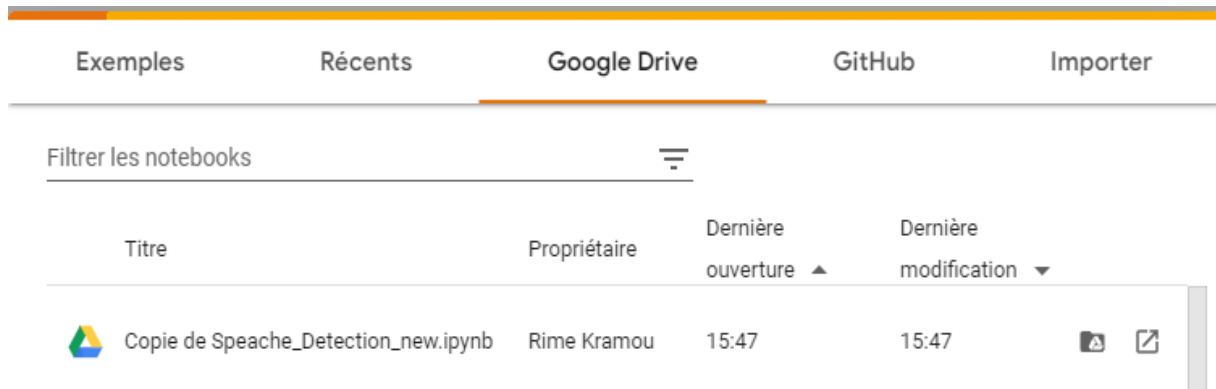 Exemples Récents Google Drive GitHub Importer
Filtrer les notebooks
Titre Propriétaire Dernière ouverture Dernière modification
Copie de Speache_Detection_new.ipynb Rime Kramou 15:47 15:47